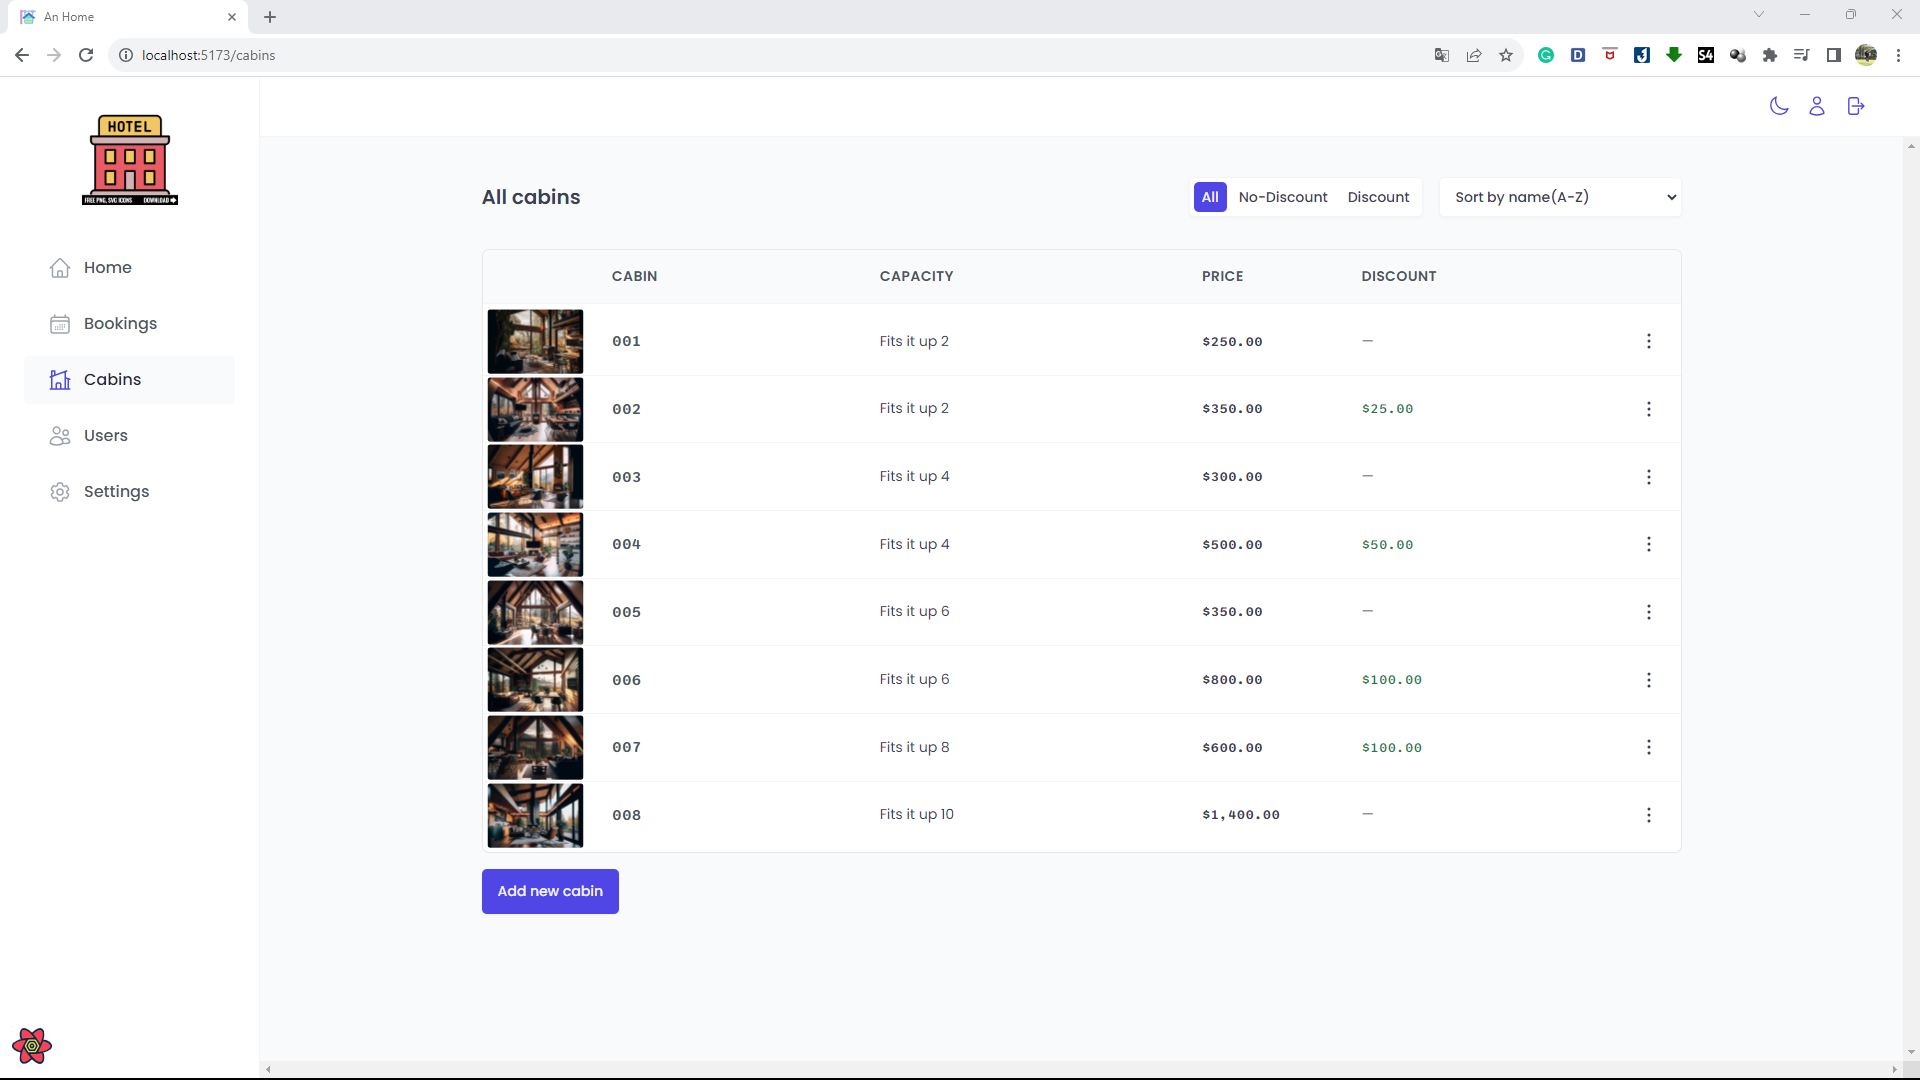 An Home
localhost:5173/cabins
HOTEL
FREE PNG, SVG ICONS DOWNLOAD
Home
Bookings
Cabins
Users
Settings
All cabins
All No-Discount Discount Sort by name(A-Z)
CABIN CAPACITY PRICE DISCOUNT
001 Fits it up 2 $250.00 —
002 Fits it up 2 $350.00 $25.00
003 Fits it up 4 $300.00 —
004 Fits it up 4 $500.00 $50.00
005 Fits it up 6 $350.00 —
006 Fits it up 6 $800.00 $100.00
007 Fits it up 8 $600.00 $100.00
008 Fits it up 10 $1,400.00 —
Add new cabin